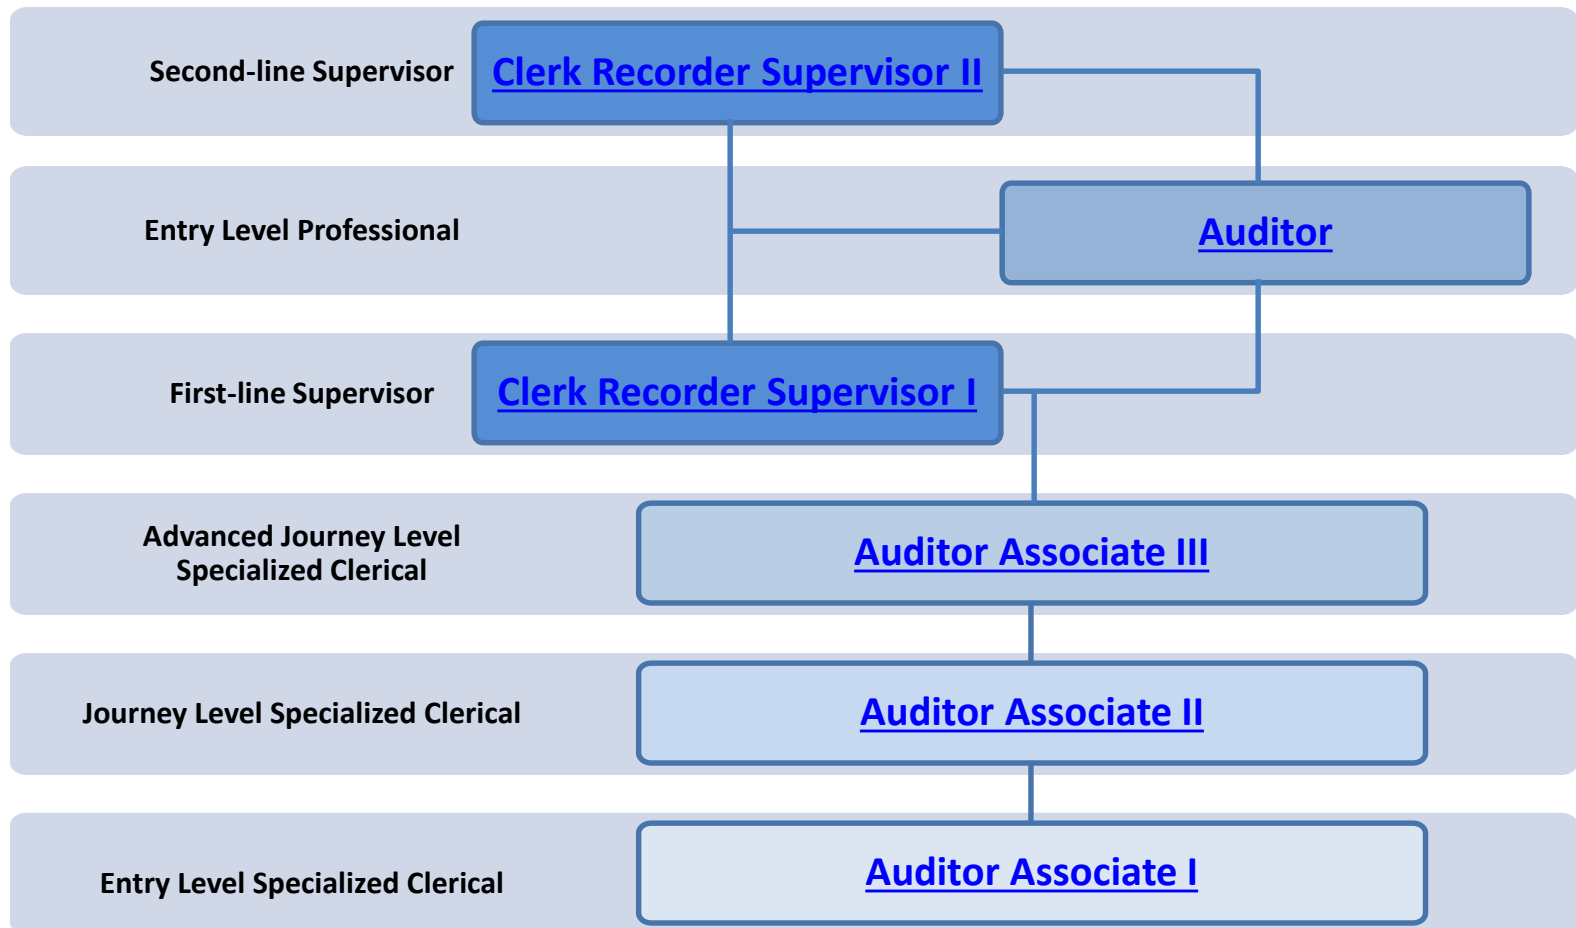 Second-line Supervisor
Clerk Recorder Supervisor II
Entry Level Professional
Auditor
First-line Supervisor
Clerk Recorder Supervisor I
Advanced Journey Level
Specialized Clerical
Auditor Associate III
Journey Level Specialized Clerical
Auditor Associate II
Entry Level Specialized Clerical
Auditor Associate I